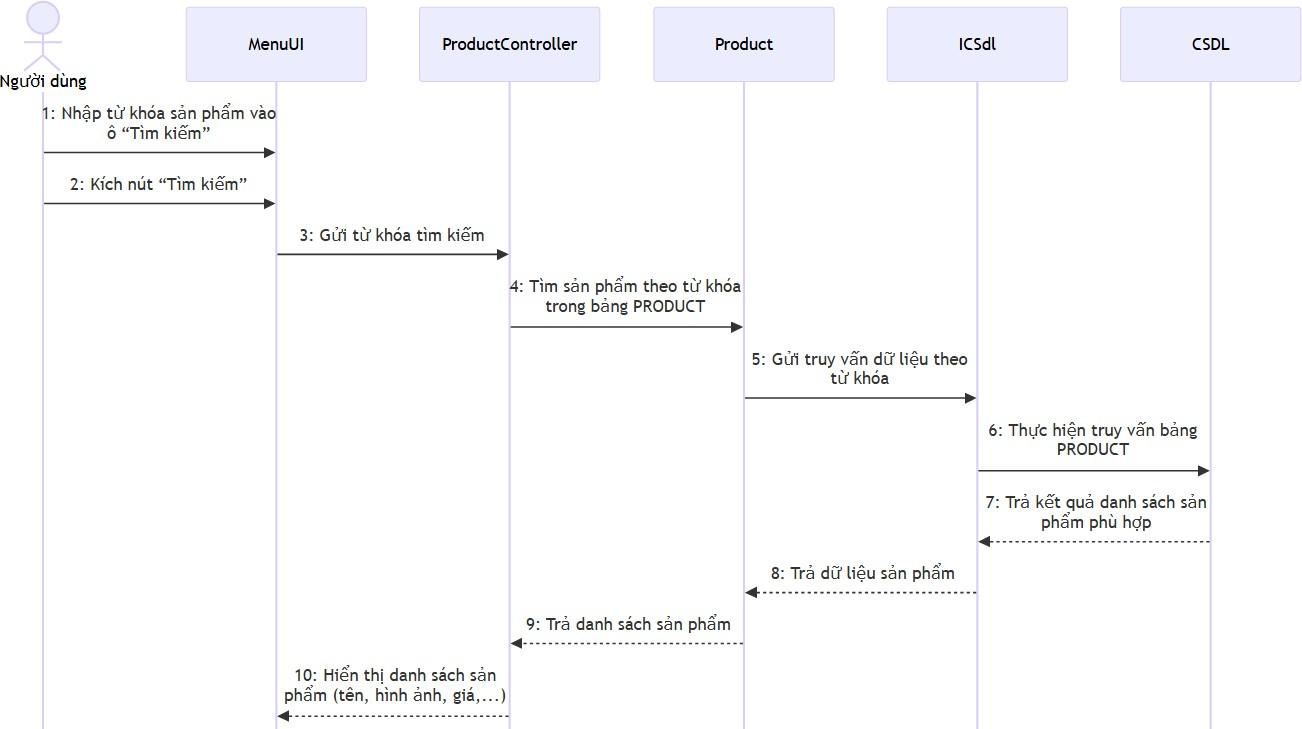 MenuUI
ProductController
Product
ICSdl
CSDL
Người dùng
1: Nhập từ khóa sản phẩm vào
ô “Tìm kiếm”
2: Kích nút “Tìm kiếm”
3: Gửi từ khóa tìm kiếm
4: Tìm sản phẩm theo từ khóa
trong bảng PRODUCT
5: Gửi truy vấn dữ liệu theo
từ khóa
6: Thực hiện truy vấn bảng
PRODUCT
7: Trả kết quả danh sách sản
phẩm phù hợp
8: Trả dữ liệu sản phẩm
9: Trả danh sách sản phẩm
10: Hiển thị danh sách sản
phẩm (tên, hình ảnh, giá,...)